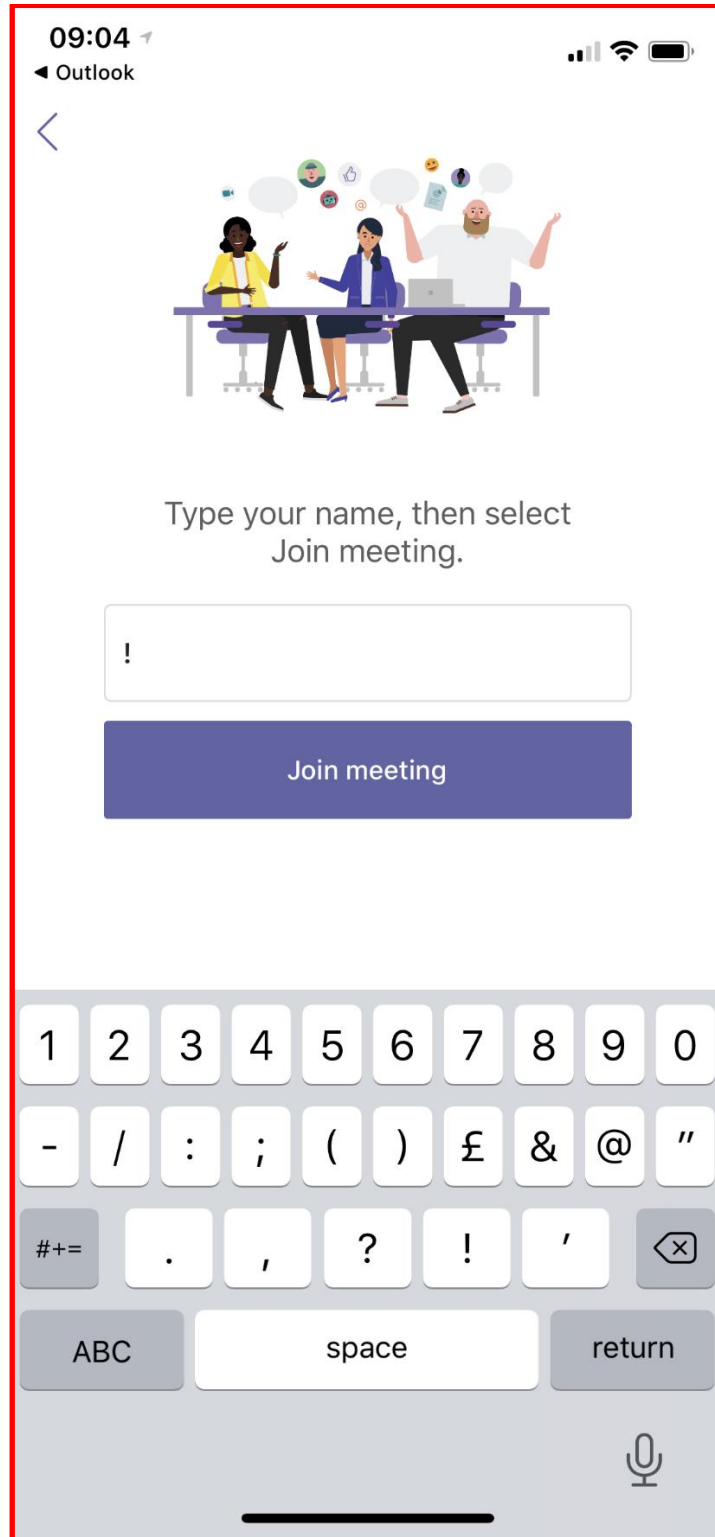 09:04
◀ Outlook
@
Type your name, then select
Join meeting.
!
Join meeting
1 2 3 4 5 6 7 8 9 0
- / : ; ( ) £ & @ "
#+= . , ? ! '
ABC space return